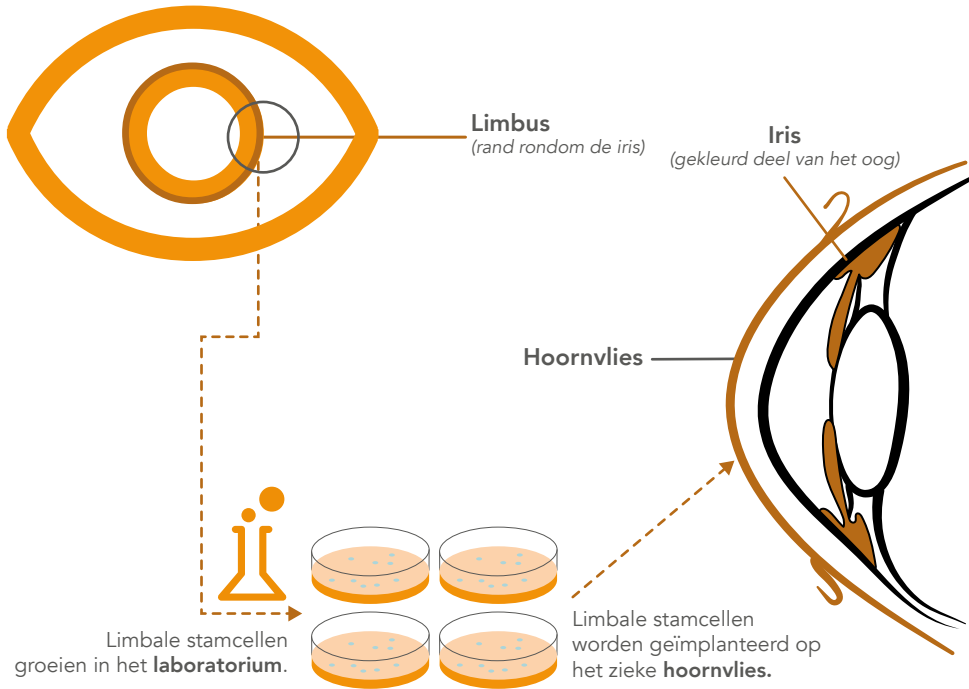 Limbus
(rand rondom de iris)
Iris
(gekleurd deel van het oog)
Hoornvlies
Limbale stamcellen
groeien in het laboratorium.
Limbale stamcellen
worden geïmplanteerd op
het zieke hoornvlies.